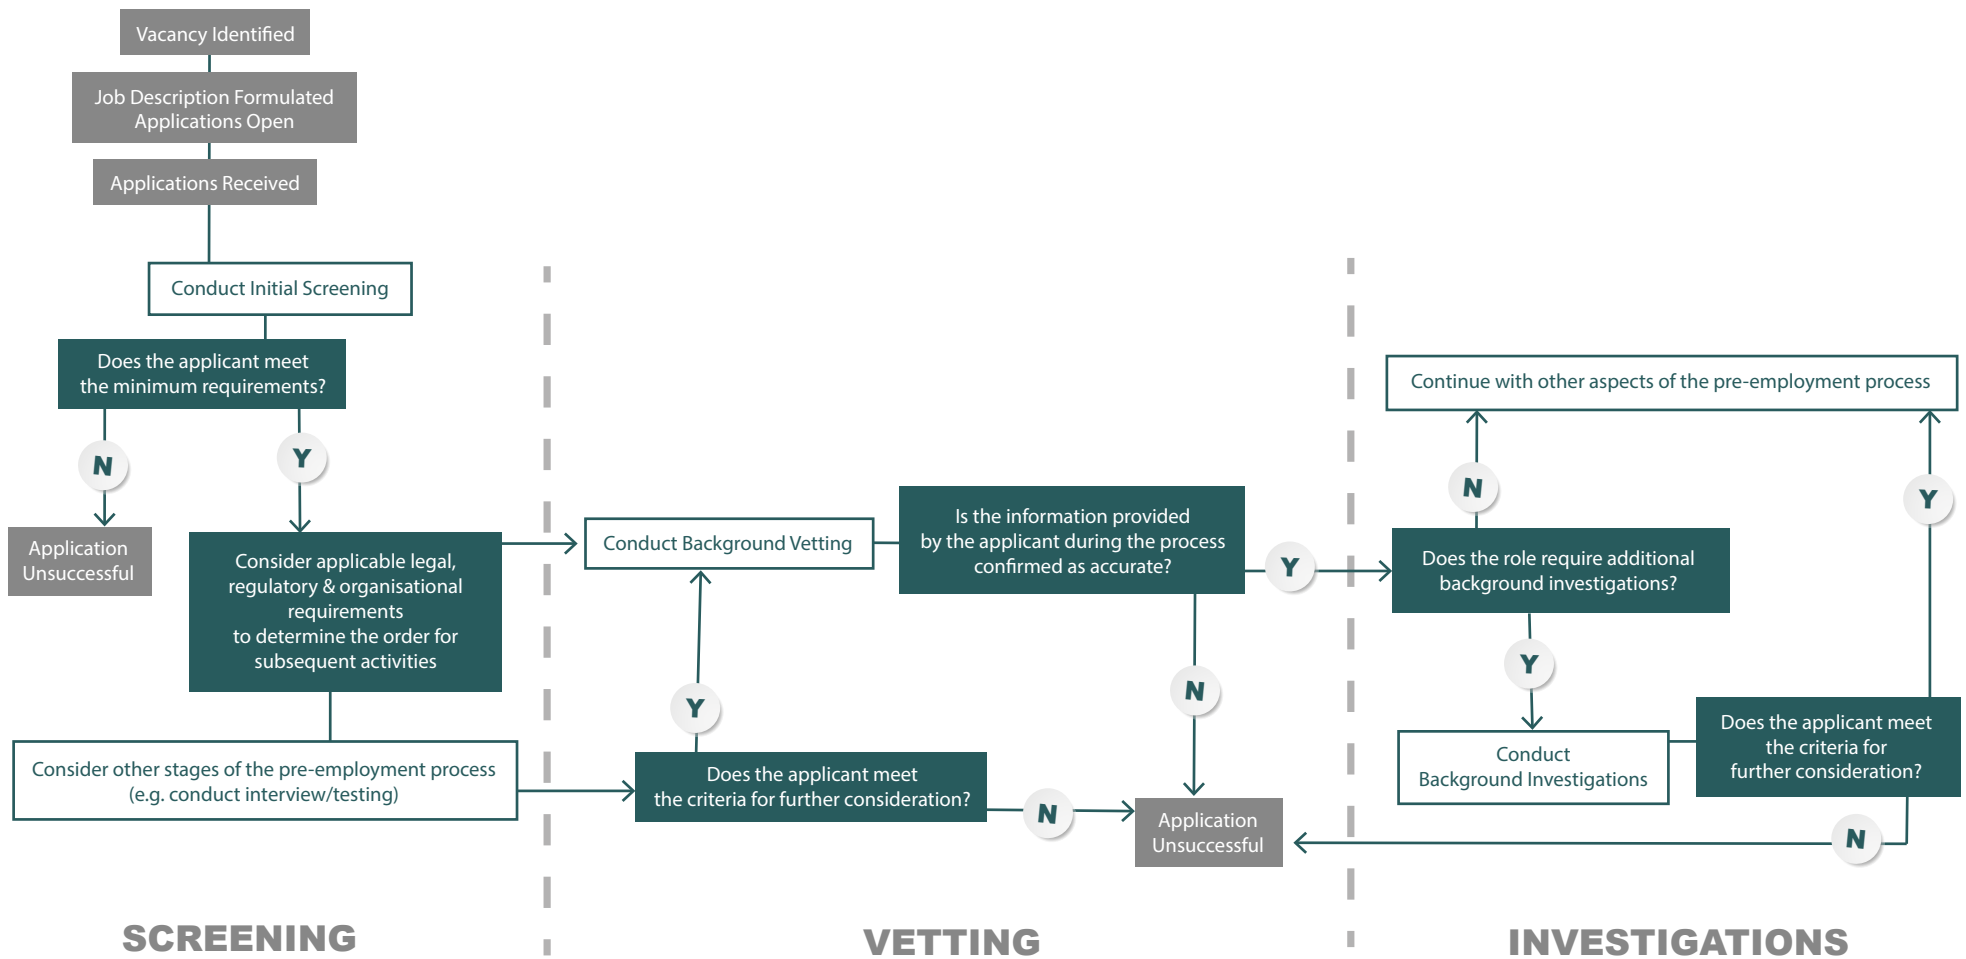 Vacancy Identified
Job Description Formulated
Applications Open
Applications Received
Conduct Initial Screening
Does the applicant meet
the minimum requirements?
N
Y
Application
Unsuccessful
Consider applicable legal,
regulatory & organisational
requirements
to determine the order for
subsequent activities
Consider other stages of the pre-employment process
(e.g. conduct interview/testing)
SCREENING
Conduct Background Vetting
Is the information provided
by the applicant during the process
confirmed as accurate?
Y
N
Y
Does the applicant meet
the criteria for further consideration?
N
Application
Unsuccessful
VETTING
Continue with other aspects of the pre-employment process
N
Y
Does the role require additional
background investigations?
Y
Conduct
Background Investigations
Does the applicant meet
the criteria for
further consideration?
N
INVESTIGATIONS